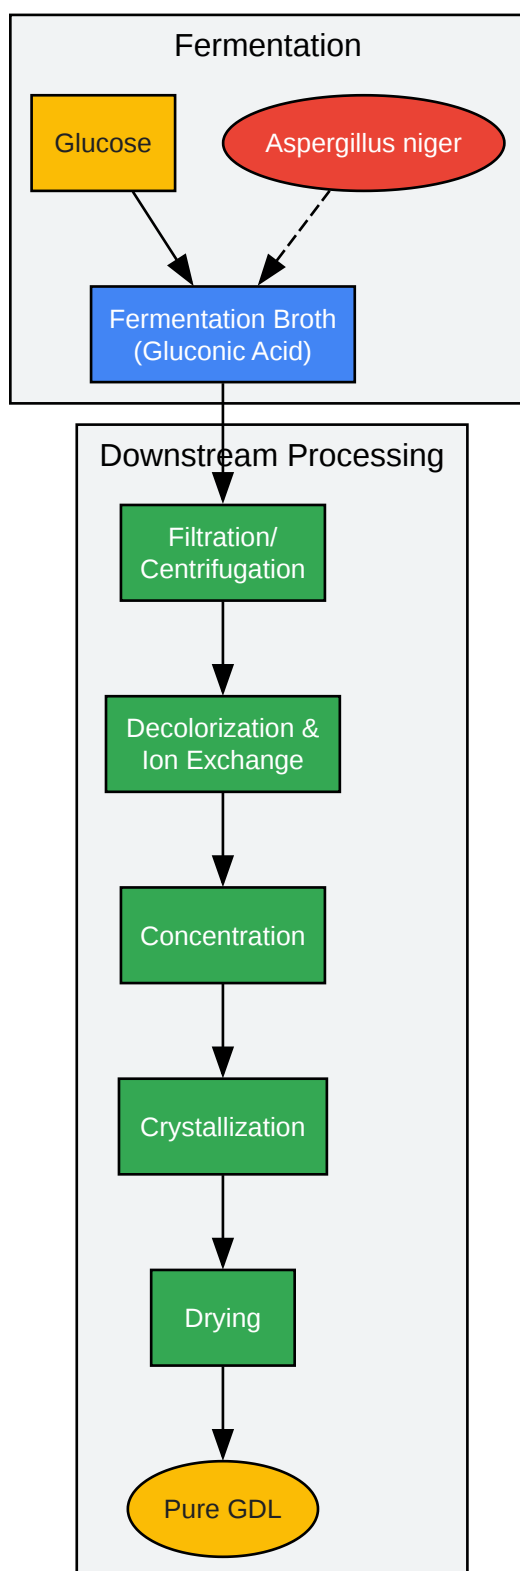 Fermentation
Glucose
Aspergillus niger
Fermentation Broth
(Gluconic Acid)
Downstream Processing
Filtration/
Centrifugation
Decolorization &
Ion Exchange
Concentration
Crystallization
Drying
Pure GDL